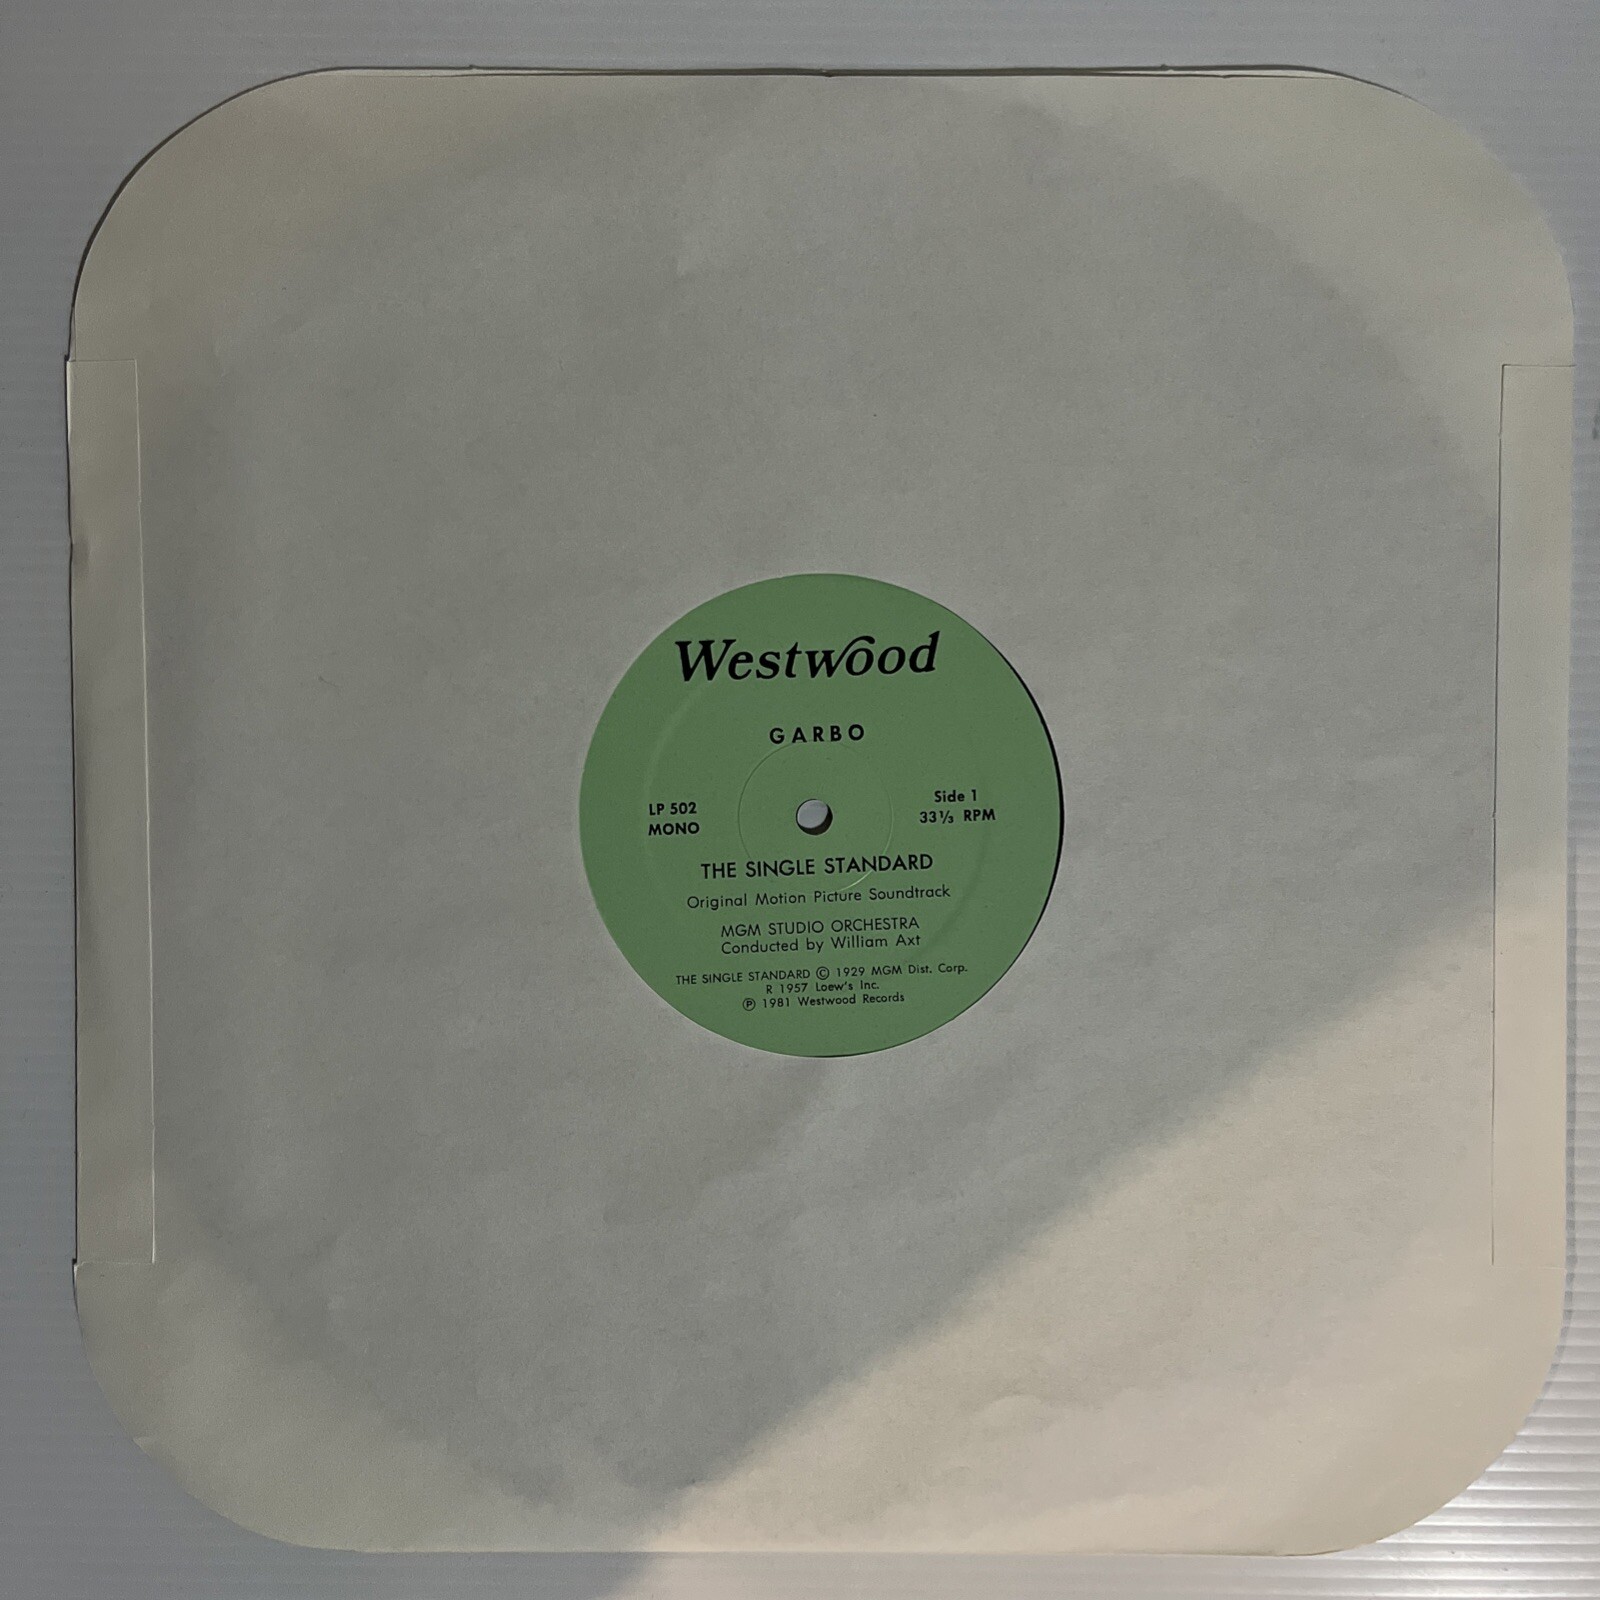 Westwood
GARBO
LP 502
MONO
Side 1
33⅓ RPM
THE SINGLE STANDARD
Original Motion Picture Soundtrack
MGM STUDIO ORCHESTRA
Conducted by William Axt
THE SINGLE STANDARD © 1929 MGM Dist. Corp.
R 1957 Loew's Inc.
℗ 1981 Westwood Records